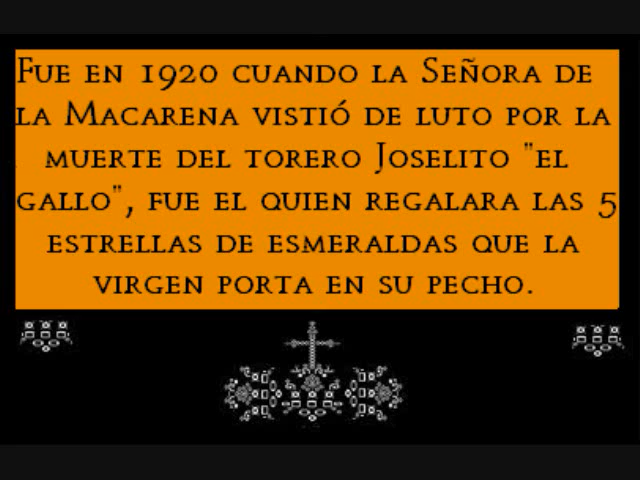 Fue en 1920 cuando la Señora de
la Macarena vistió de luto por la
muerte del torero Joselito "el
gallo", fue el quien regalara las 5
estrellas de esmeraldas que la
virgen porta en su pecho.